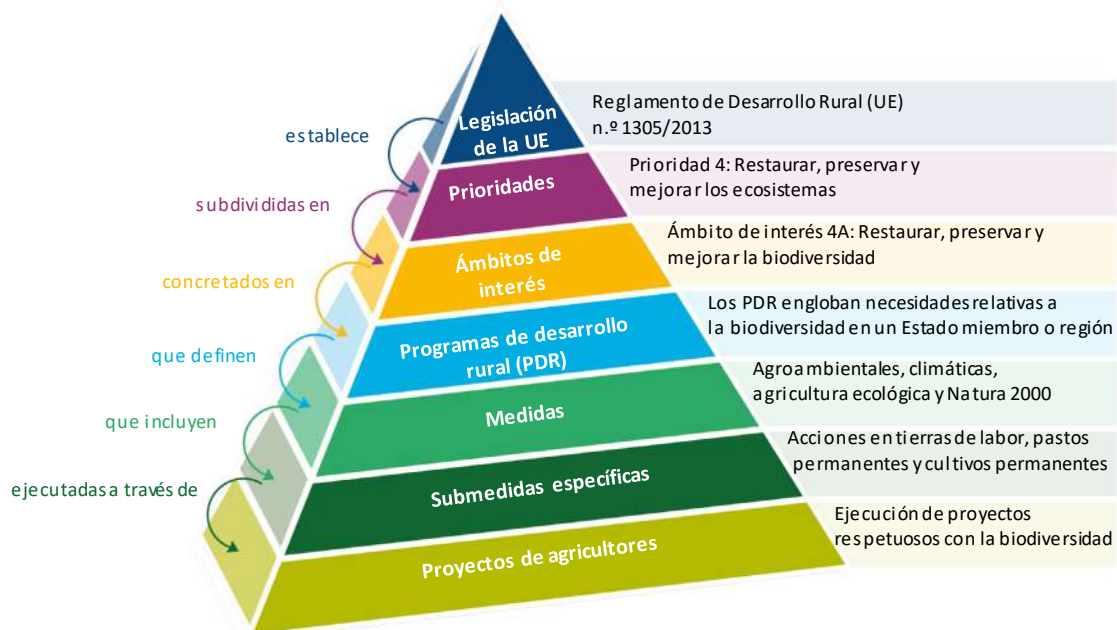 establece
Legislación
de la UE
Reglamento de Desarrollo Rural (UE)
n.º 1305/2013
subdivididas en
Prioridades
Prioridad 4: Restaurar, preservar y
mejorar los ecosistemas
concretados en
Ámbitos de
interés
Ámbito de interés 4A: Restaurar, preservar y
mejorar la biodiversidad
que definen
Programas de desarrollo
rural (PDR)
Los PDR engloban necesidades relativas a
la biodiversidad en un Estado miembro o región
que incluyen
Medidas
Agroambientales, climáticas,
agricultura ecológica y Natura 2000
ejecutadas a través de
Submedidas específicas
Acciones en tierras de labor, pastos
permanentes y cultivos permanentes
Proyectos de agricultores
Ejecución de proyectos
respetuosos con la biodiversidad